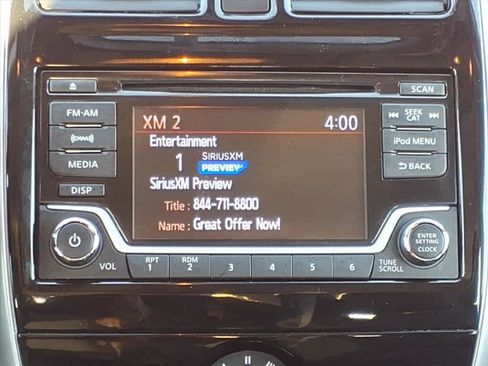 SCAN
FM·AM
XM 2 4:00
SEEK
CAT
Entertainment
((XM))
1 SIRIUSXM
PREVIEW
iPod MENU
MEDIA
SiriusXM Preview
BACK
DISP
Title : 844-711-8800
Name : Great Offer Now!
ENTER
SETTING
CLOCK
VOL
RPT
1
RDM
2
3
4
5
6
TUNE
SCROLL